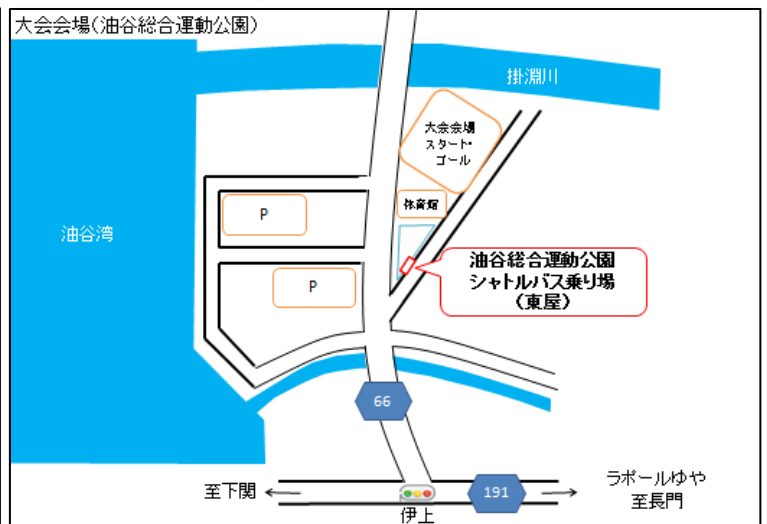 大会会場(油谷総合運動公園)
掛淵川
大会会場
スタート・
ゴール
体育館
P
油谷湾
油谷総合運動公園
シャトルバス乗り場
(東屋)
P
66
至下関
191
ラポールゆや
至長門
伊上